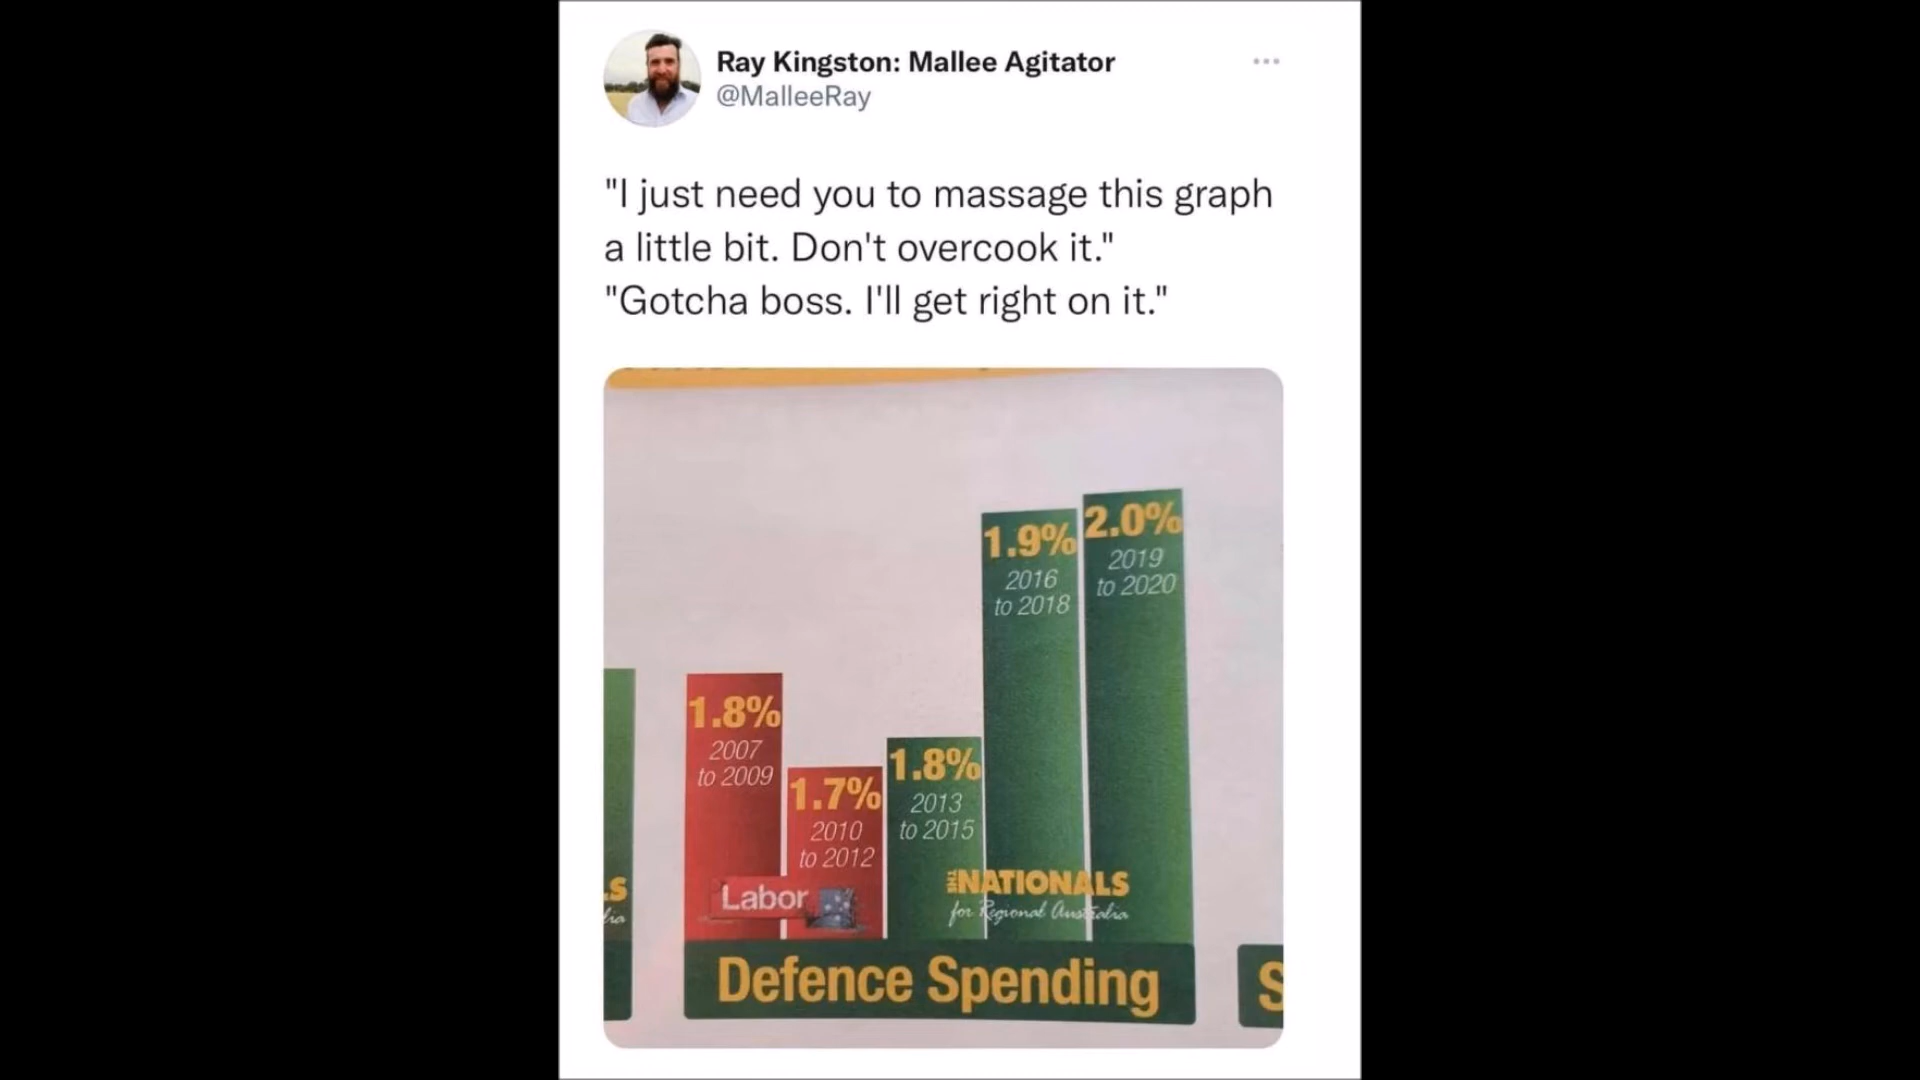 Ray Kingston: Mallee Agitator
@MalleeRay
"I just need you to massage this graph
a little bit. Don't overcook it."
"Gotcha boss. I'll get right on it."
1.8%
2007
to 2009
1.7%
2010
to 2012
1.8%
2013
to 2015
1.9%
2016
to 2018
2.0%
2019
to 2020
Labor
THE NATIONALS
for Regional Australia
Defence Spending